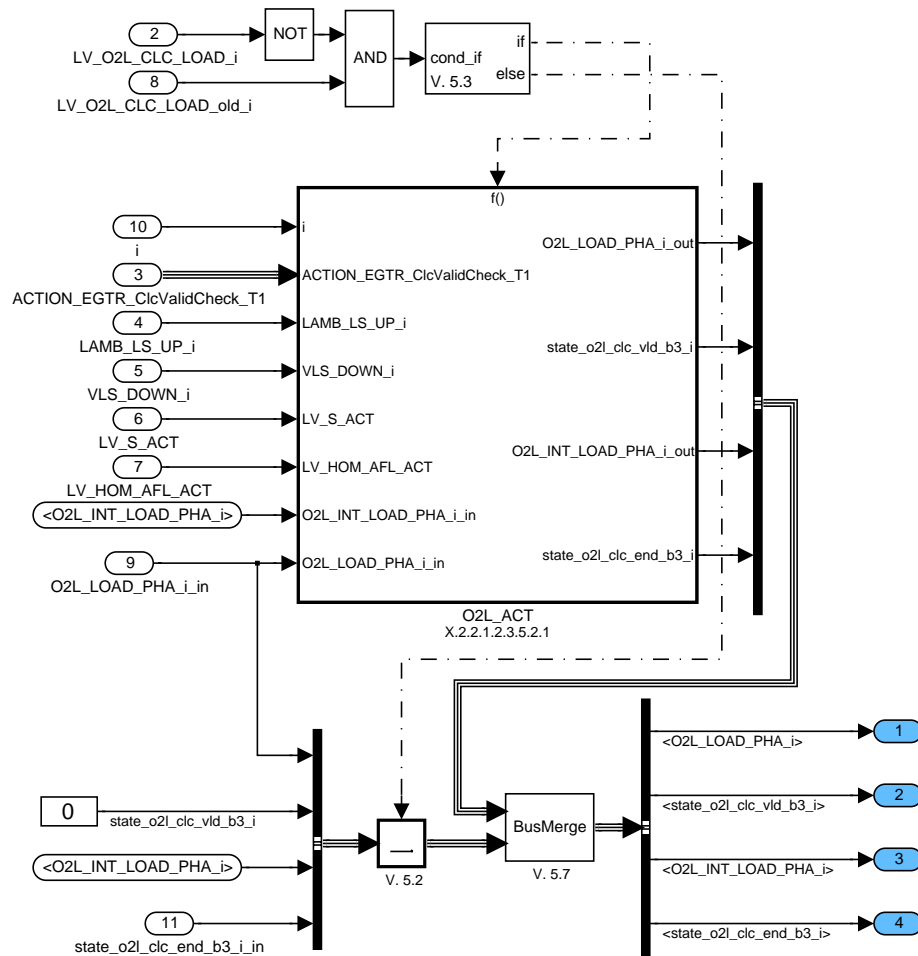 2
NOT
LV_O2L_CLC_LOAD_i
8
LV_O2L_CLC_LOAD_old_i
AND
cond_if
V. 5.3
if
else
f()
10
i
i
3
ACTION_EGTR_ClcValidCheck_T1
ACTION_EGTR_ClcValidCheck_T1
4
LAMB_LS_UP_i
LAMB_LS_UP_i
5
VLS_DOWN_i
VLS_DOWN_i
6
LV_S_ACT
LV_S_ACT
7
LV_HOM_AFL_ACT
LV_HOM_AFL_ACT
<O2L_INT_LOAD_PHA_i>
O2L_INT_LOAD_PHA_i_in
9
O2L_LOAD_PHA_i_in
O2L_LOAD_PHA_i_in
O2L_LOAD_PHA_i_out
state_o2l_clc_vld_b3_i
O2L_INT_LOAD_PHA_i_out
state_o2l_clc_end_b3_i
O2L_ACT
X.2.2.1.2.3.5.2.1
0
state_o2l_clc_vld_b3_i
<O2L_INT_LOAD_PHA_i>
11
state_o2l_clc_end_b3_i_in
V. 5.2
BusMerge
V. 5.7
<O2L_LOAD_PHA_i>
1
<state_o2l_clc_vld_b3_i>
2
<O2L_INT_LOAD_PHA_i>
3
<state_o2l_clc_end_b3_i>
4